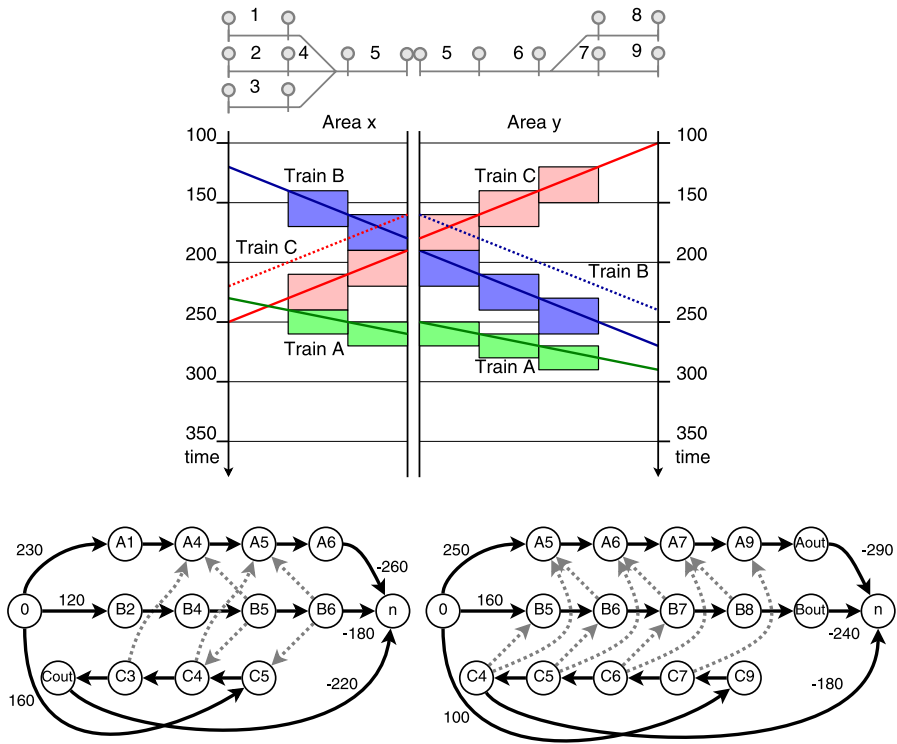 1
8
2
4
5
5
6
7
9
3
Area x
Area y
100
100
Train B
Train C
150
150
200
200
Train C
Train B
250
250
Train A
Train A
300
300
350
350
time
time
A1
A4
A5
A6
230
-260
0
120
B2
B4
B5
B6
n
-180
Cout
C3
C4
C5
-220
160
A5
A6
A7
A9
Aout
250
-290
0
160
B5
B6
B7
B8
Bout
n
-240
C4
C5
C6
C7
C9
-180
100